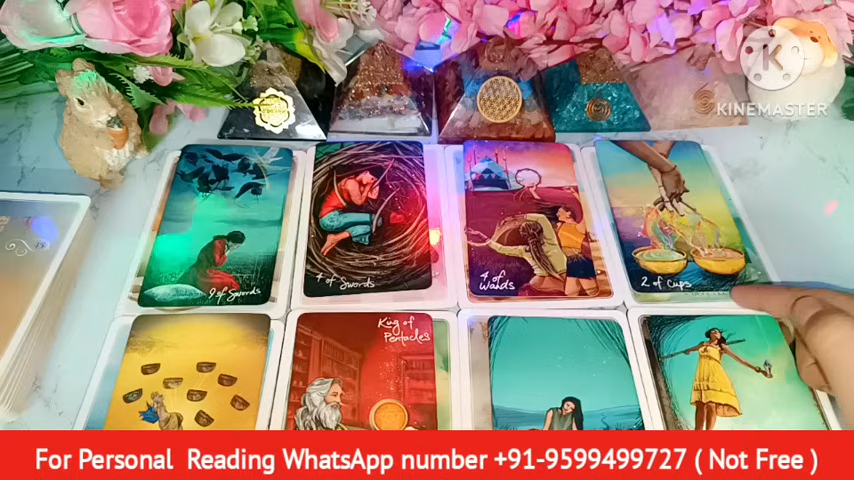 KINEMASTER
9 of Swords
4 of Swords
4 of
Wands
2 of Cups
King of
Pentacles
For Personal Reading WhatsApp number +91-9599499727 ( Not Free )